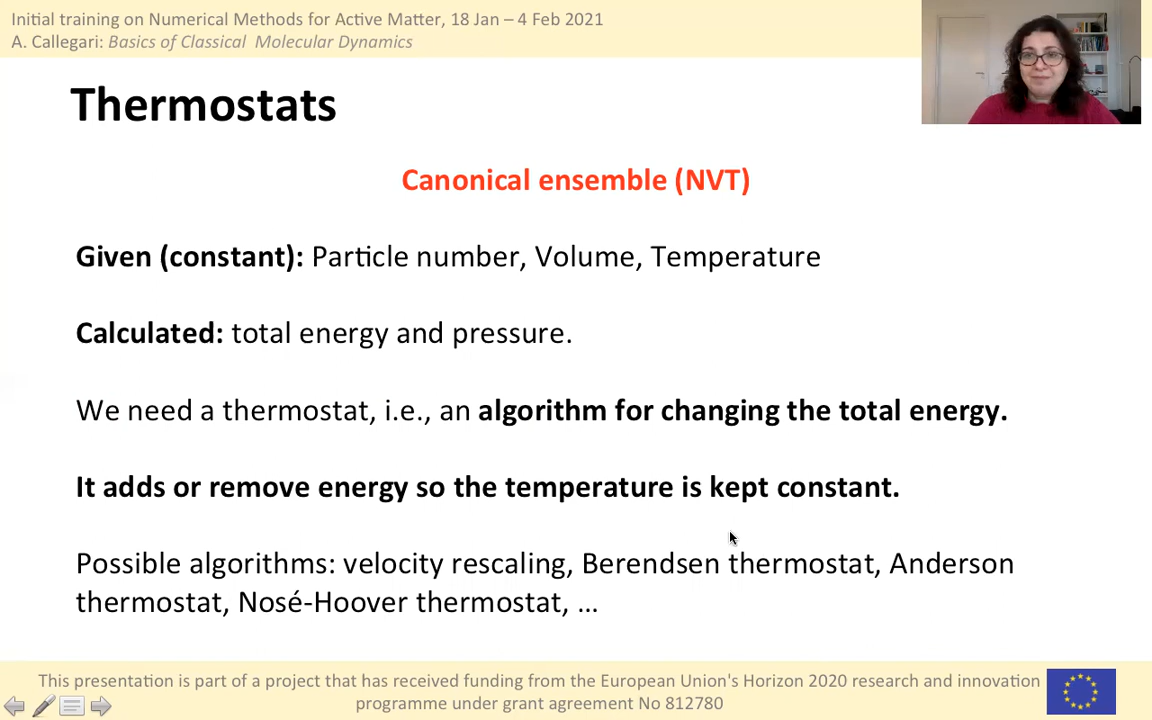 Initial training on Numerical Methods for Active Matter, 18 Jan – 4 Feb 2021
A. Callegari: Basics of Classical Molecular Dynamics
Thermostats
Canonical ensemble (NVT)
Given (constant): Particle number, Volume, Temperature
Calculated: total energy and pressure.
We need a thermostat, i.e., an algorithm for changing the total energy.
It adds or remove energy so the temperature is kept constant.
Possible algorithms: velocity rescaling, Berendsen thermostat, Anderson
thermostat, Nosé-Hoover thermostat, ...
This presentation is part of a project that has received funding from the European Union's Horizon 2020 research and innovation
programme under grant agreement No 812780